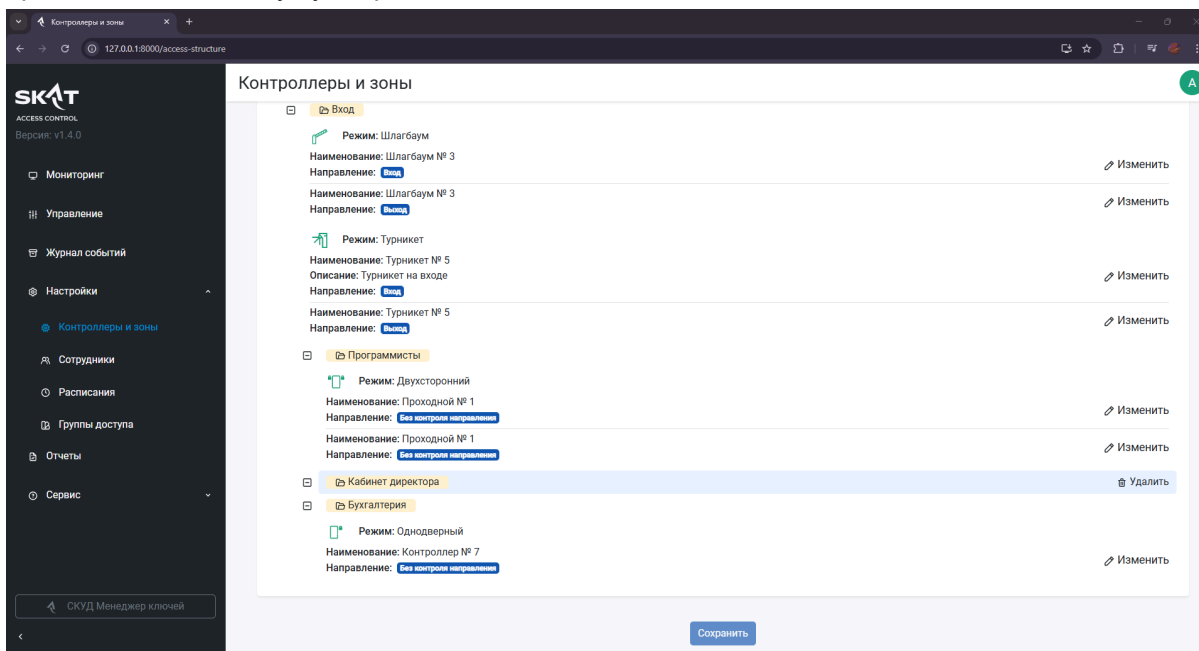 Контроллеры и зоны
127.0.0.1:8000/access-structure
SKAT
ACCESS CONTROL
Версия: v1.4.0
Мониторинг
Управление
Журнал событий
Настройки
Контроллеры и зоны
Сотрудники
Расписания
Группы доступа
Отчеты
Сервис
СКУД Менеджер ключей
Контроллеры и зоны
A
Вход
Режим: Шлагбаум
Наименование: Шлагбаум № 3
Направление: Вход
Изменить
Наименование: Шлагбаум № 3
Направление: Выход
Изменить
Режим: Турникет
Наименование: Турникет № 5
Описание: Турникет на входе
Направление: Вход
Изменить
Наименование: Турникет № 5
Направление: Выход
Изменить
Программисты
Режим: Двухсторонний
Наименование: Проходной № 1
Направление: Без контроля направления
Изменить
Наименование: Проходной № 1
Направление: Без контроля направления
Изменить
Кабинет директора
Удалить
Бухгалтерия
Режим: Однодверный
Наименование: Контроллер № 7
Направление: Без контроля направления
Изменить
Сохранить